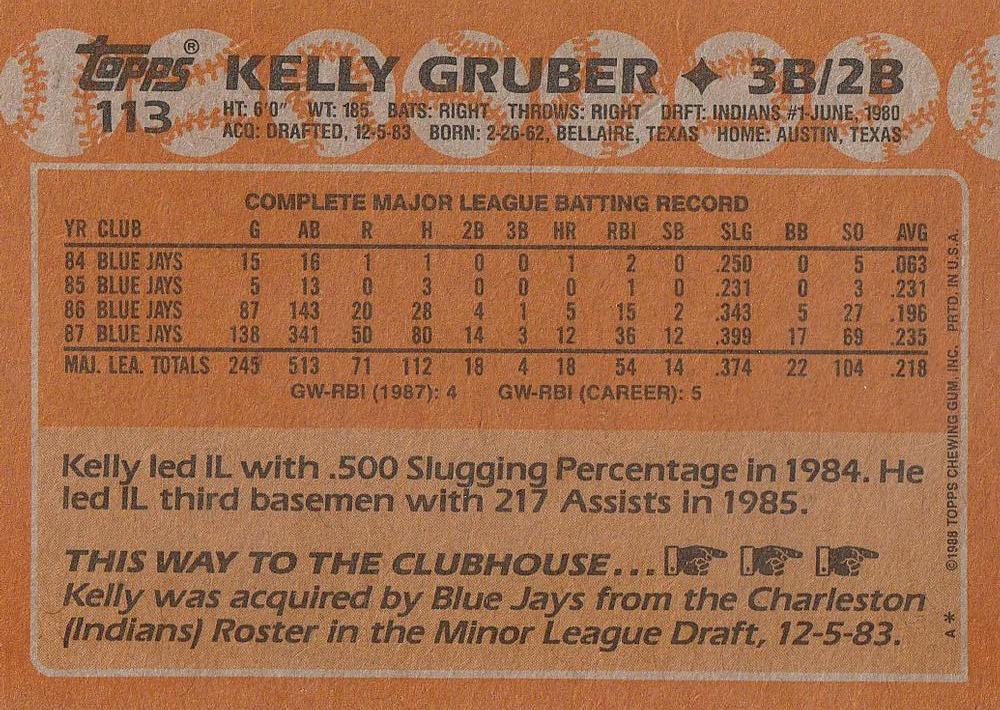 topps® KELLY GRUBER ✦ 3B/2B
113 HT: 6'0" WT: 185 BATS: RIGHT THROWS: RIGHT DRFT: INDIANS #1-JUNE, 1980
ACQ: DRAFTED, 12-5-83 BORN: 2-26-62, BELLAIRE, TEXAS HOME: AUSTIN, TEXAS
COMPLETE MAJOR LEAGUE BATTING RECORD
YR CLUB G AB R H 2B 3B HR RBI SB SLG BB SO AVG
84 BLUE JAYS 15 16 1 1 0 0 1 2 0 .250 0 5 .063
85 BLUE JAYS 5 13 0 3 0 0 0 1 0 .231 0 3 .231
86 BLUE JAYS 87 143 20 28 4 1 5 15 2 .343 5 27 .196
87 BLUE JAYS 138 341 50 80 14 3 12 36 12 .399 17 69 .235
MAJ. LEA. TOTALS 245 513 71 112 18 4 18 54 14 .374 22 104 .218
GW-RBI (1987): 4 GW-RBI (CAREER): 5
Kelly led IL with .500 Slugging Percentage in 1984. He
led IL third basemen with 217 Assists in 1985.
THIS WAY TO THE CLUBHOUSE...
Kelly was acquired by Blue Jays from the Charleston
(Indians) Roster in the Minor League Draft, 12-5-83.
A* ©1988 TOPPS CHEWING GUM, INC. PRTD. IN U.S.A.